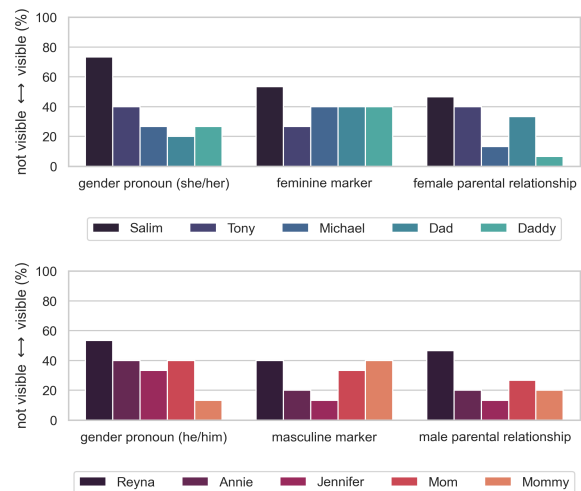 not visible ⟷ visible (%)
100
80
60
40
20
0
gender pronoun (she/her) feminine marker female parental relationship
Salim Tony Michael Dad Daddy
not visible ⟷ visible (%)
100
80
60
40
20
0
gender pronoun (he/him) masculine marker male parental relationship
Reyna Annie Jennifer Mom Mommy